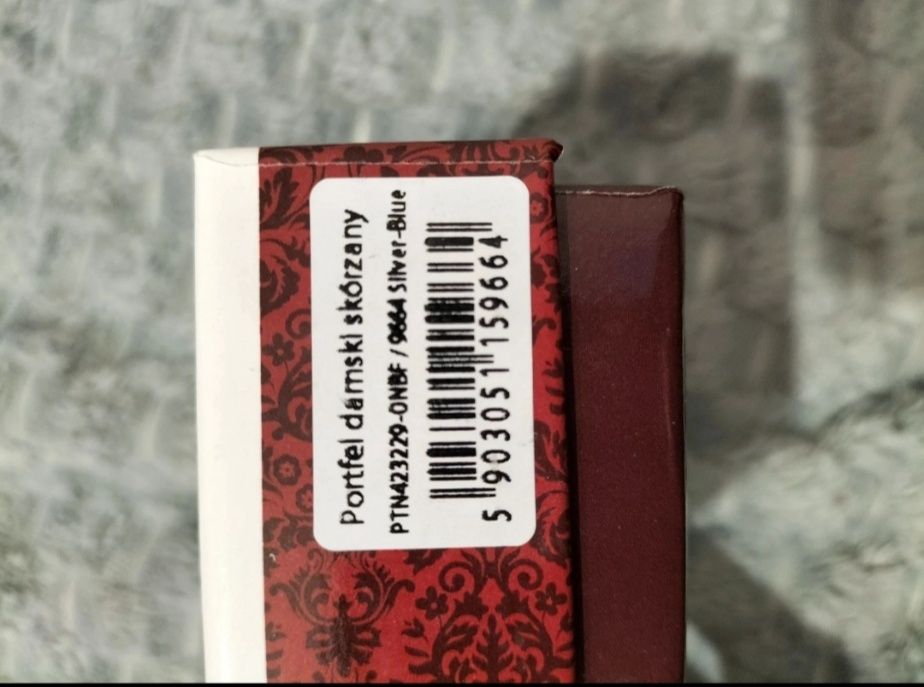 Portfel damski skórzany
PTN423229-ONBF / 9664 Silver-Blue
5 903051 159664